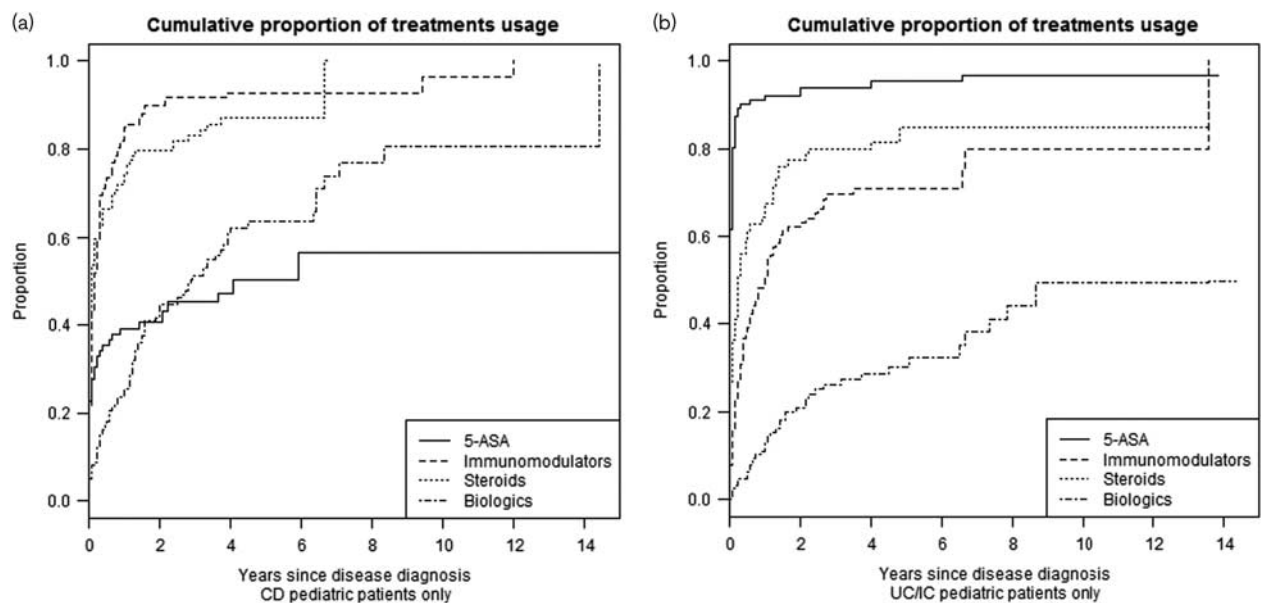 (a)
Cumulative proportion of treatments usage
1.0
0.8
0.6
0.4
0.2
0.0
Proportion
5-ASA
Immunomodulators
Steroids
Biologics
0 2 4 6 8 10 12 14
Years since disease diagnosis
CD pediatric patients only
(b)
Cumulative proportion of treatments usage
1.0
0.8
0.6
0.4
0.2
0.0
Proportion
5-ASA
Immunomodulators
Steroids
Biologics
0 2 4 6 8 10 12 14
Years since disease diagnosis
UC/IC pediatric patients only